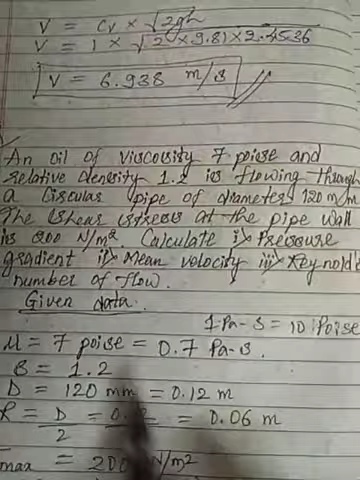 V = Cv × √2gh
V = 1 × √2 × 9.81 × 2.4536
V = 6.938 m/s
An oil of viscosity 7 poise and
relative density 1.2 is flowing through
a circular pipe of diameter 120 m/m
The shear stress at the pipe wall
is 200 N/m². Calculate i> Pressure
gradient ii> Mean velocity iii> Reynold's
number of flow.
Given data.
1 Pa-S = 10 Poise
μ = 7 poise = 0.7 Pa-s.
S = 1.2
D = 120 mm = 0.12 m
R = D/2 = = 0.06 m
max = 200 N/m²